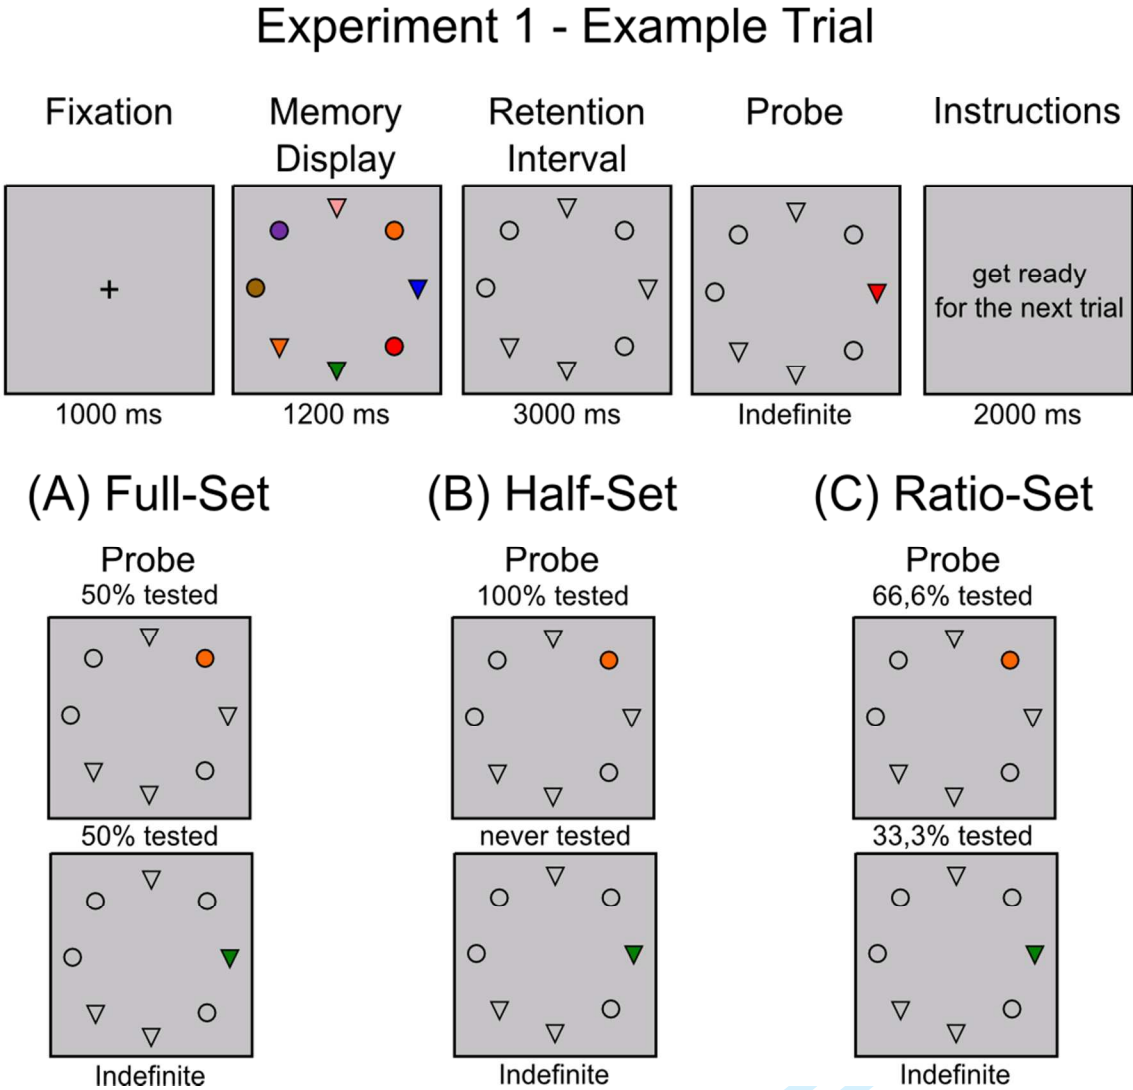 Experiment 1 - Example Trial
Fixation
Memory
Display
Retention
Interval
Probe
Instructions
+
get ready
for the next trial
1000 ms
1200 ms
3000 ms
Indefinite
2000 ms
(A) Full-Set
(B) Half-Set
(C) Ratio-Set
Probe
50% tested
Probe
100% tested
Probe
66,6% tested
50% tested
never tested
33,3% tested
Indefinite
Indefinite
Indefinite